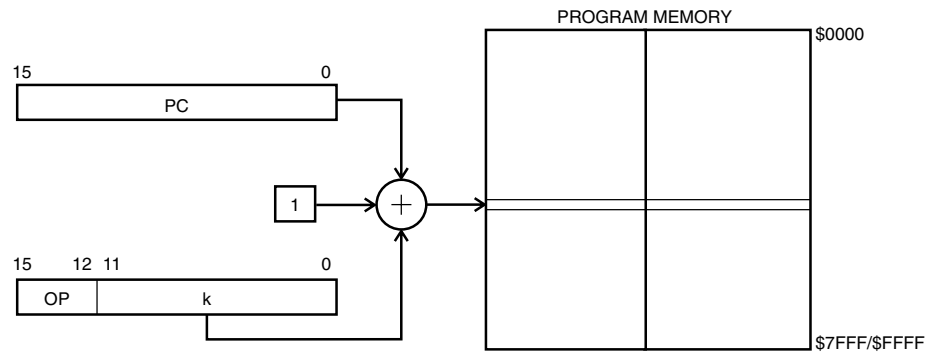 PROGRAM MEMORY
$0000
15 0
PC
1
+
15 12 11 0
OP k
$7FFF/$FFFF